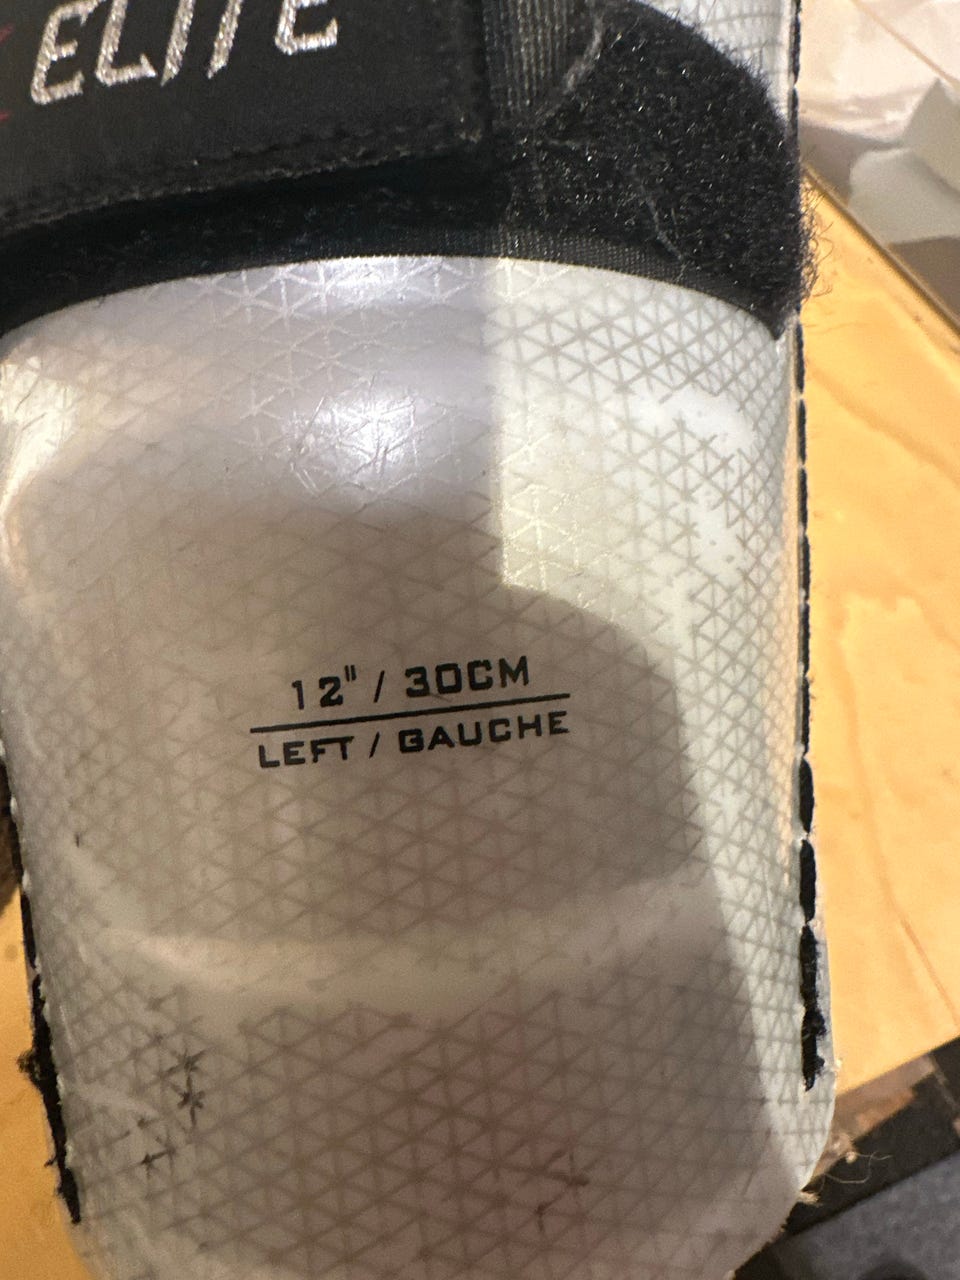 ELITE
12" / 30CM
LEFT / GAUCHE